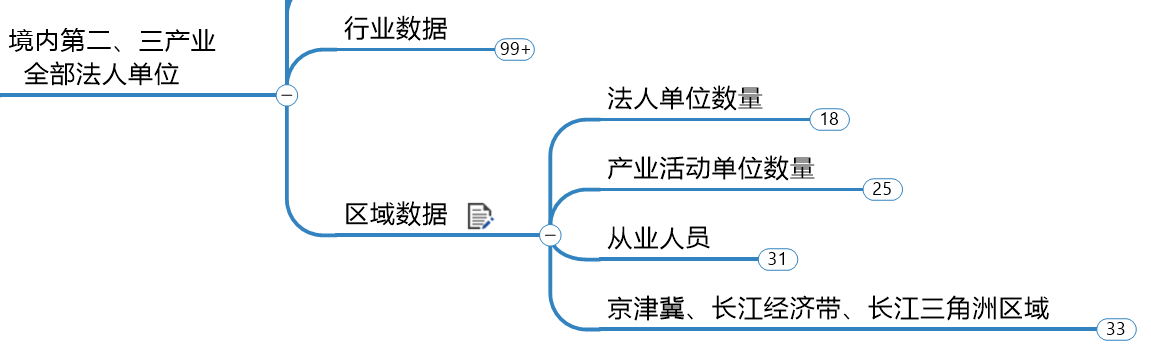 行业数据
99+
境内第二、三产业
全部法人单位
法人单位数量
18
产业活动单位数量
25
区域数据
从业人员
31
京津冀、长江经济带、长江三角洲区域
33